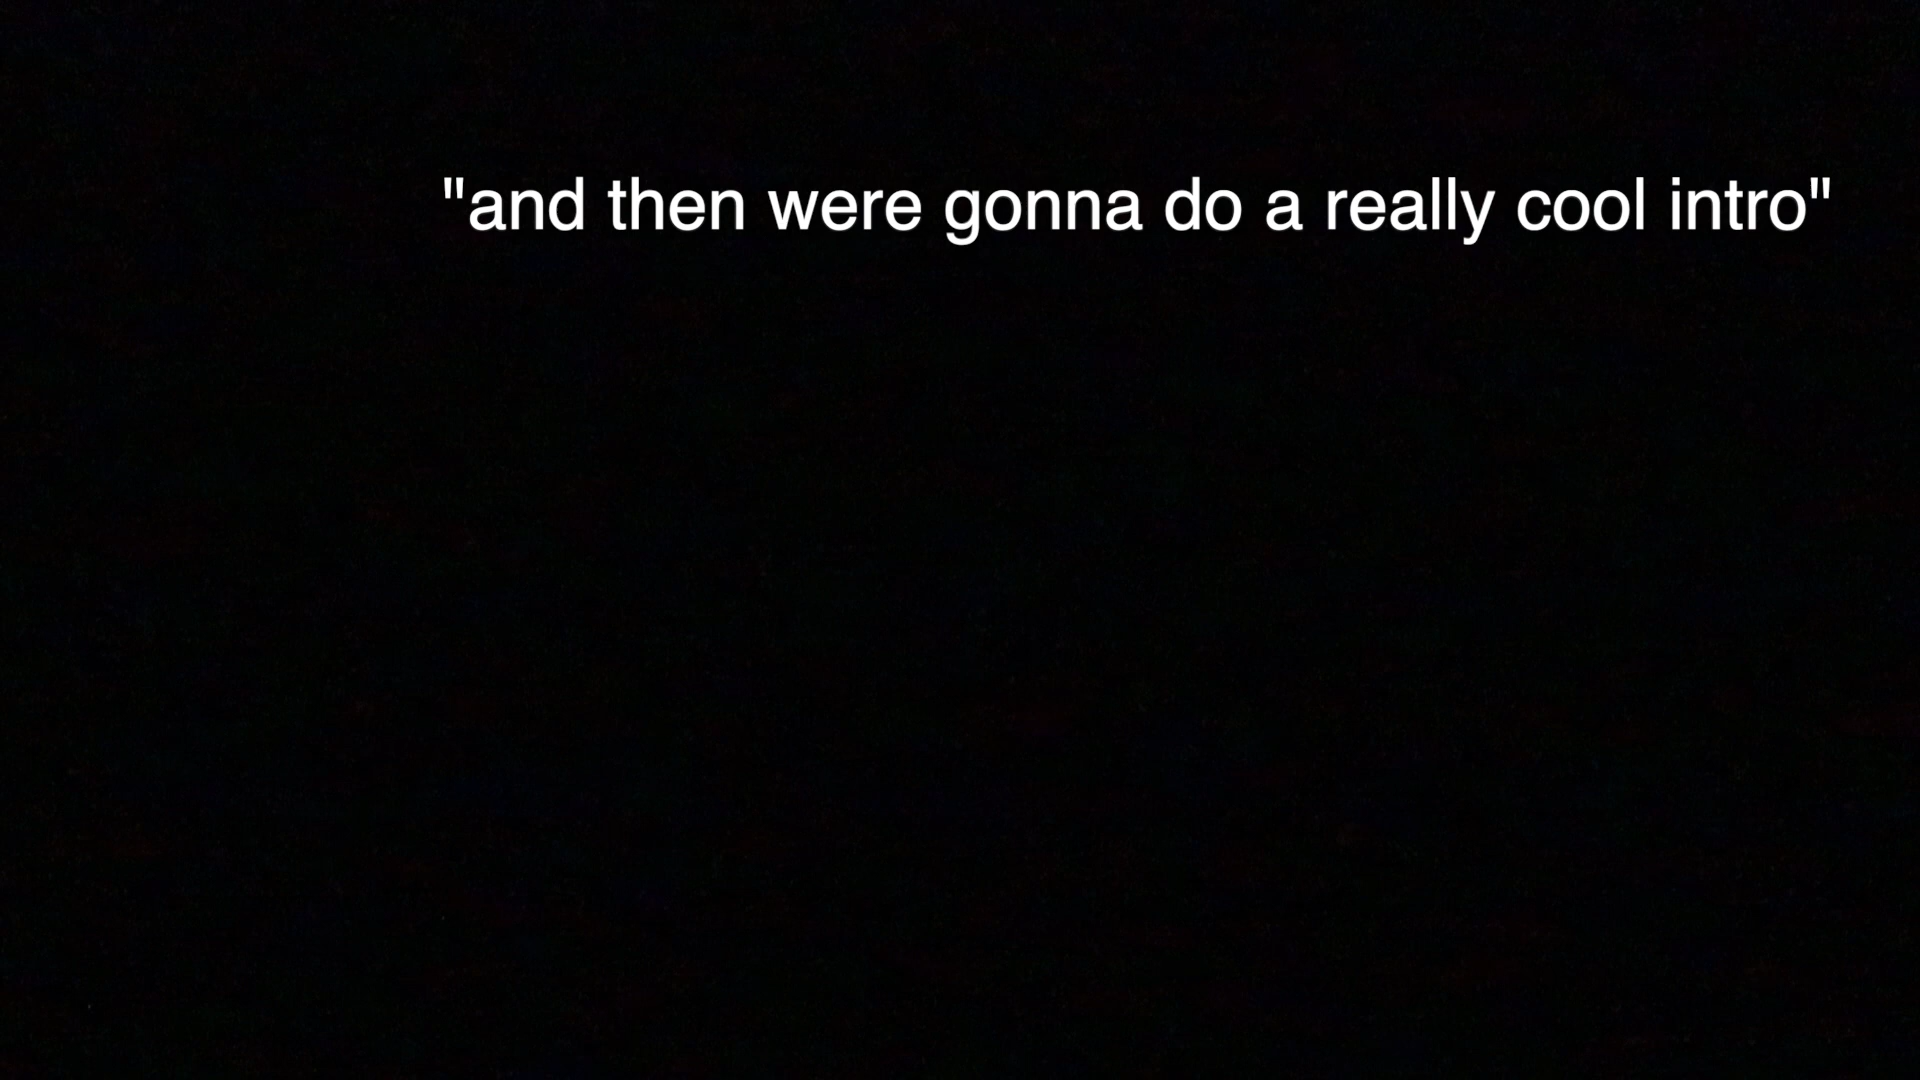 "and then were gonna do a really cool intro"